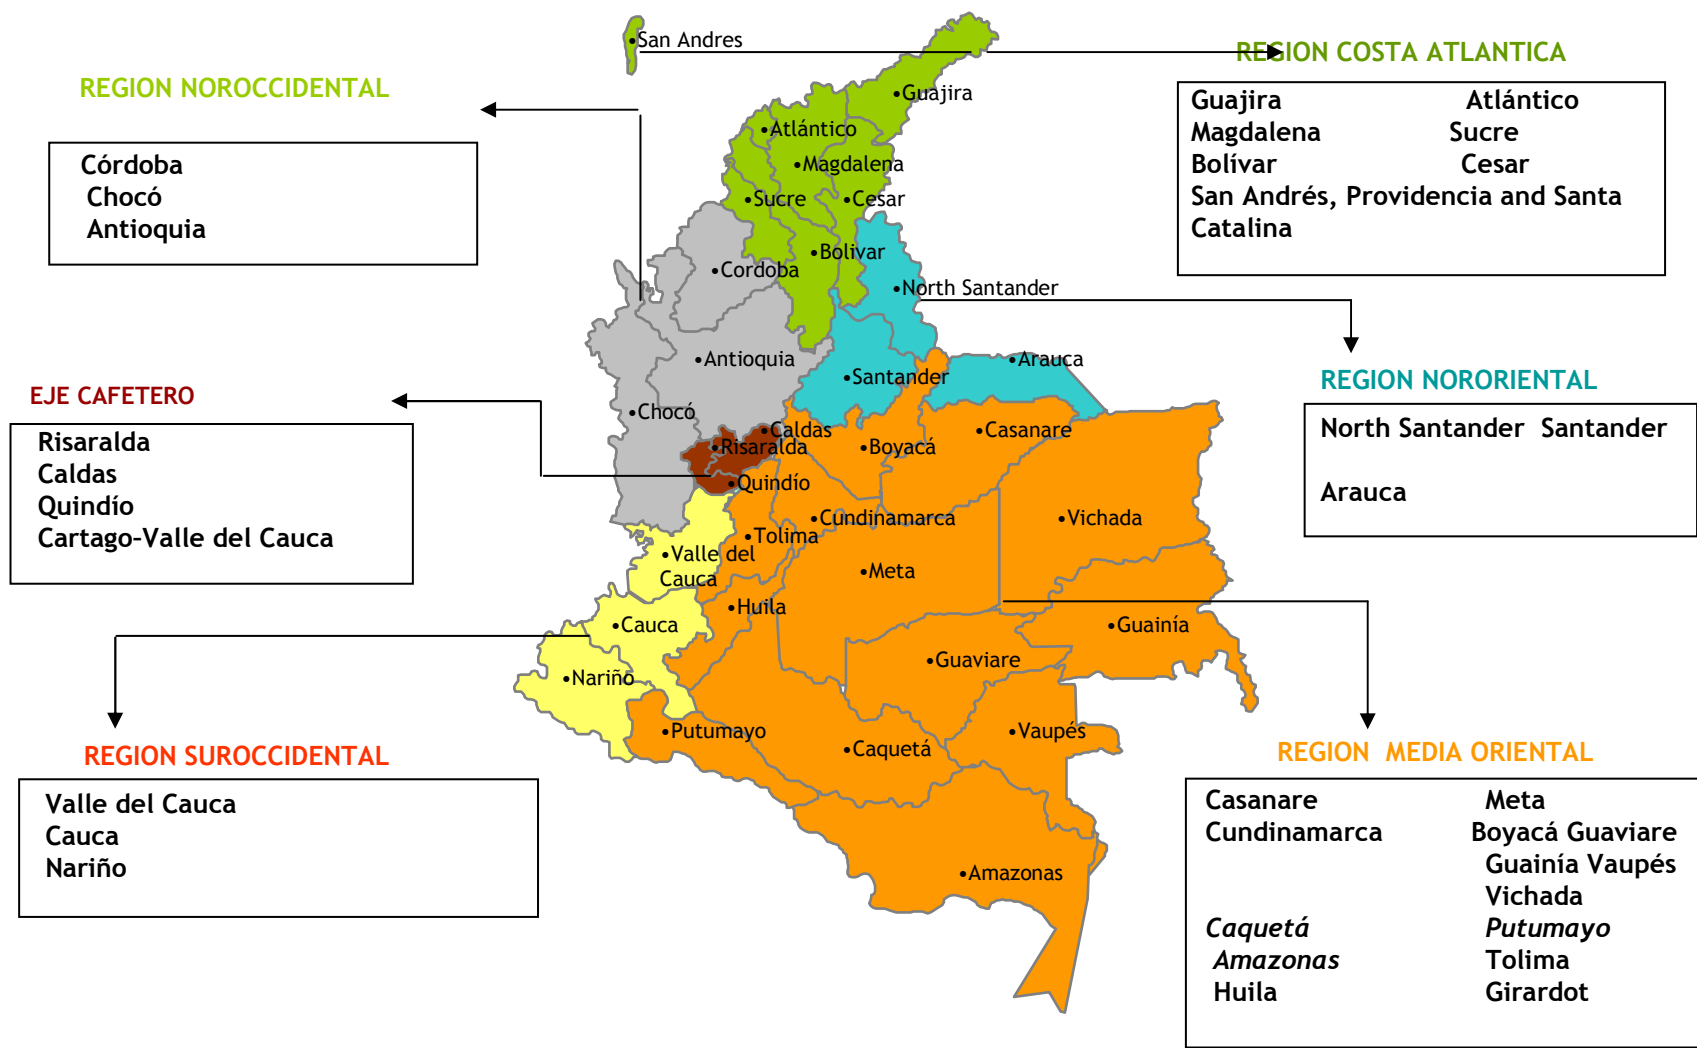 San Andres
REGION COSTA ATLANTICA
Guajira Atlántico
Magdalena Sucre
Bolívar Cesar
San Andrés, Providencia and Santa
Catalina
REGION NOROCCIDENTAL
Córdoba
Chocó
Antioquia
•Guajira
•Atlántico
•Magdalena
•Sucre
•Cesar
•Bolivar
•Cordoba
•North Santander
•Antioquia
•Santander
•Arauca
•Chocó
•Caldas
•Risaralda
•Quindío
•Boyacá
•Casanare
•Cundinamarca
•Vichada
•Tolima
•Valle del
Cauca
•Meta
•Huila
•Cauca
•Guainía
•Guaviare
•Nariño
•Putumayo
•Caquetá
•Vaupés
•Amazonas
REGION NORORIENTAL
North Santander Santander
Arauca
EJE CAFETERO
Risaralda
Caldas
Quindío
Cartago-Valle del Cauca
REGION SUROCCIDENTAL
Valle del Cauca
Cauca
Nariño
REGION MEDIA ORIENTAL
Casanare Meta
Cundinamarca Boyacá Guaviare
Guainía Vaupés
Vichada
Caquetá Putumayo
Amazonas Tolima
Huila Girardot